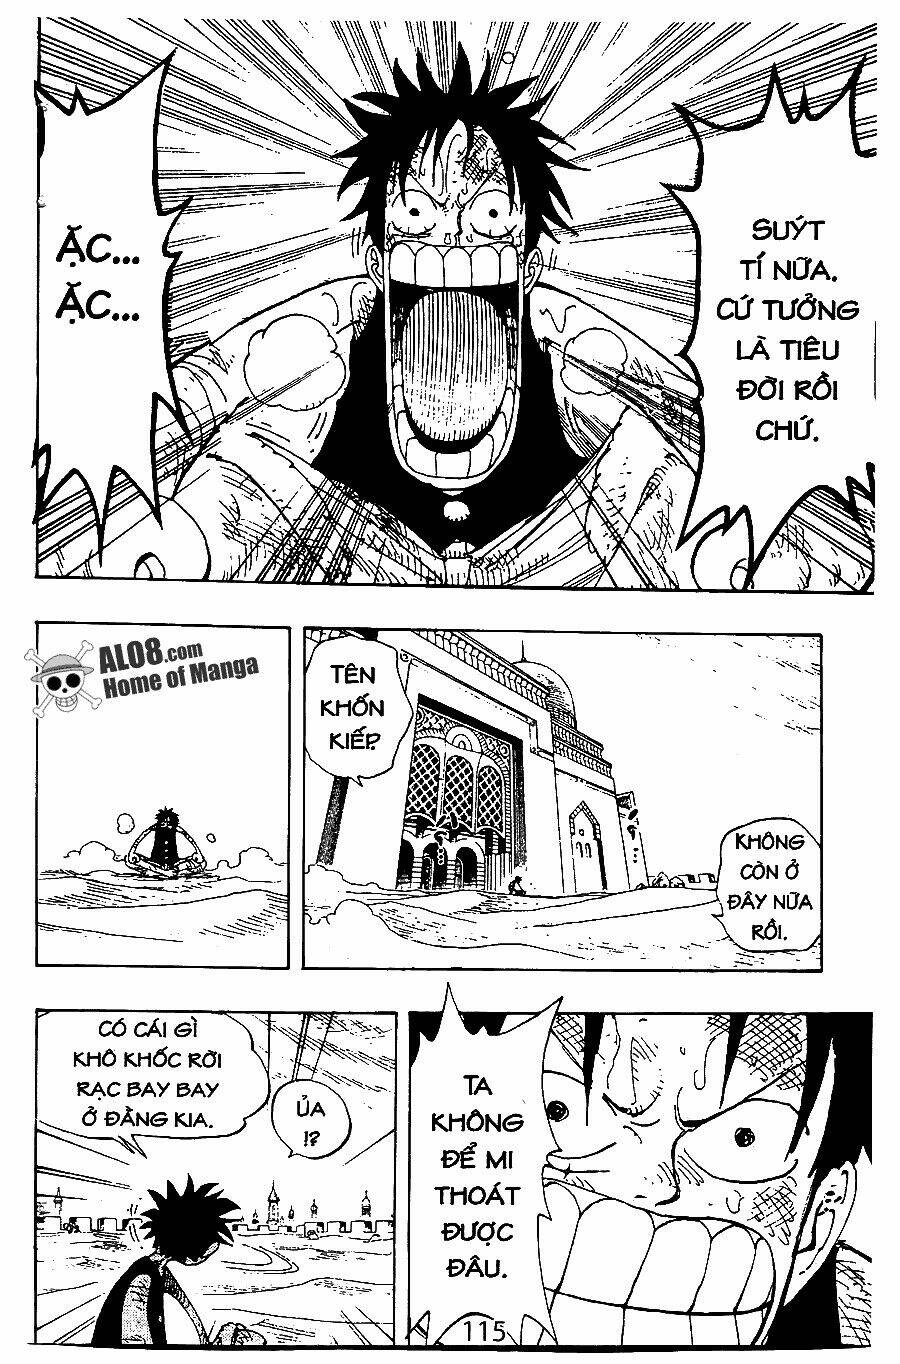 SUÝT
TÍ NỮA.
CỨ TƯỞNG
LÀ TIÊU
ĐỜI RỒI
CHỨ.
ẶC...
ẶC...
KHÔNG
CÒN Ở
ĐÂY NỮA
RỒI.
TÊN
KHỐN
KIẾP.
AL08.com
Home of Manga
TA
KHÔNG
ĐỂ MI
THOÁT
ĐƯỢC
ĐÂU.
ỦA
!?
CÓ CÁI GÌ
KHÔ KHỐC RỜI
RẠC BAY BAY
Ở ĐẰNG KIA.
115